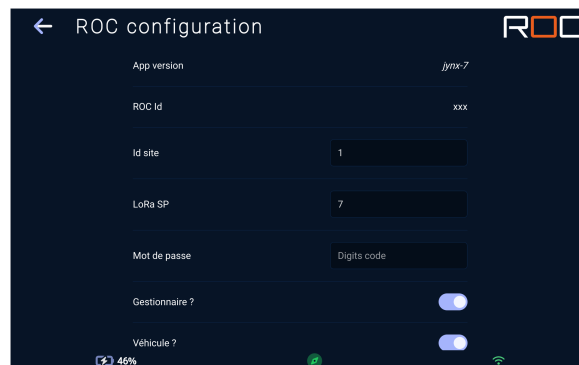 ROC configuration
ROC
App version jynx-7
ROC Id xxx
Id site 1
LoRa SP 7
Mot de passe Digits code
Gestionnaire ?
Véhicule ?
46%